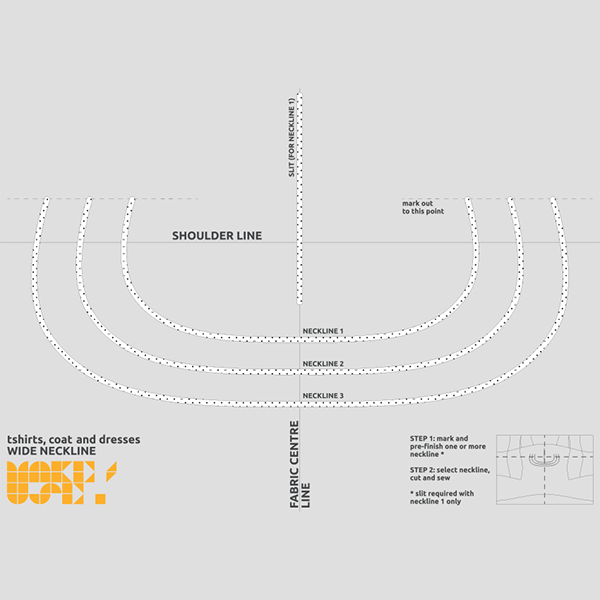 SLIT (FOR NECKLINE 1)
mark out
to this point
SHOULDER LINE
NECKLINE 1
NECKLINE 2
NECKLINE 3
FABRIC CENTRE
LINE
tshirts, coat and dresses
WIDE NECKLINE
MAKE /
USE!
STEP 1: mark and
pre-finish one or more
neckline *
STEP 2: select neckline,
cut and sew
* slit required with
neckline 1 only